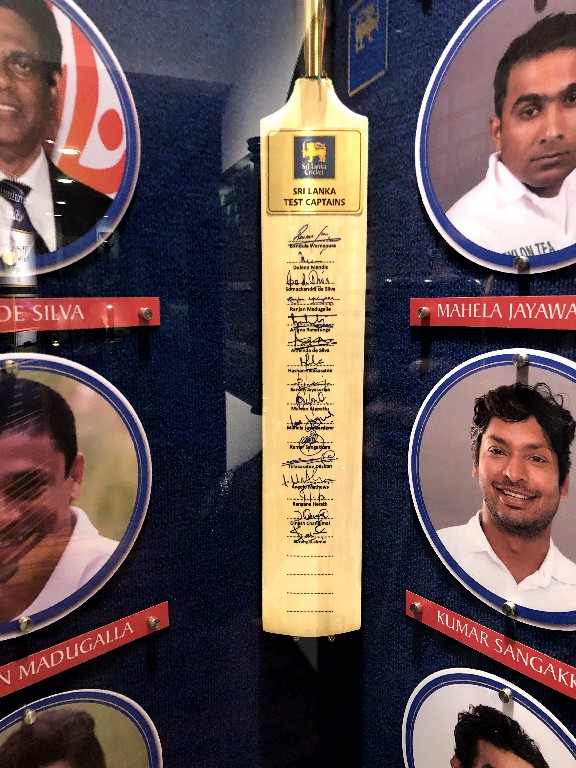 Sri Lanka
Cricket
SRI LANKA
TEST CAPTAINS
Bandula Warnapura
Duleep Mendis
Somachandra de Silva
Ranjan Madugalle
Arjuna Ranatunga
Aravinda de Silva
Hashan Tillakaratne
Sanath Jayasuriya
Marvan Atapattu
Mahela Jayawardene
Kumar Sangakkara
Tillakaratne Dilshan
Angelo Mathews
Rangana Herath
Dinesh Chandimal
DE SILVA
N MADUGALLA
LON TEA
MAHELA JAYAWA
KUMAR SANGAKK